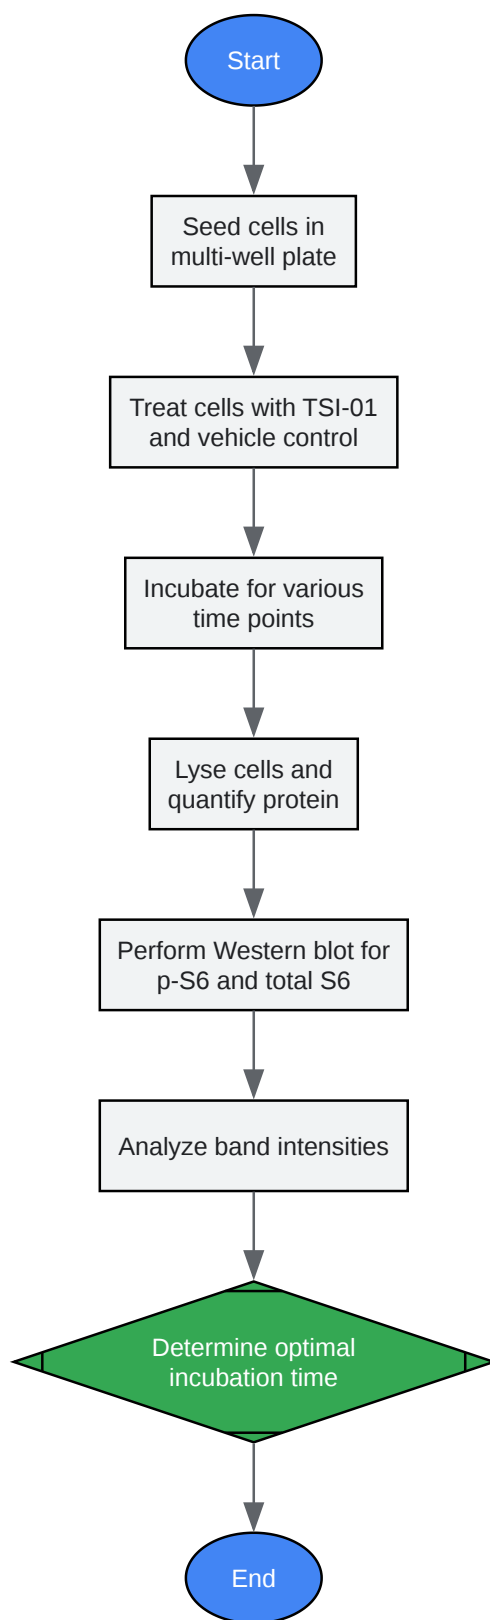 Start
Seed cells in
multi-well plate
Treat cells with TSI-01
and vehicle control
Incubate for various
time points
Lyse cells and
quantify protein
Perform Western blot for
p-S6 and total S6
Analyze band intensities
Determine optimal
incubation time
End